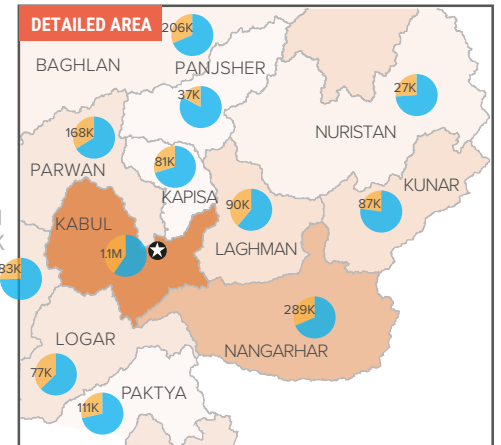 DETAILED AREA
206K
BAGHLAN
PANJSHER
37K
27K
NURISTAN
168K
PARWAN
81K
KAPISA
KUNAR
90K
87K
KABUL
LAGHMAN
1.1M
83K
289K
NANGARHAR
LOGAR
77K
PAKTYA
111K